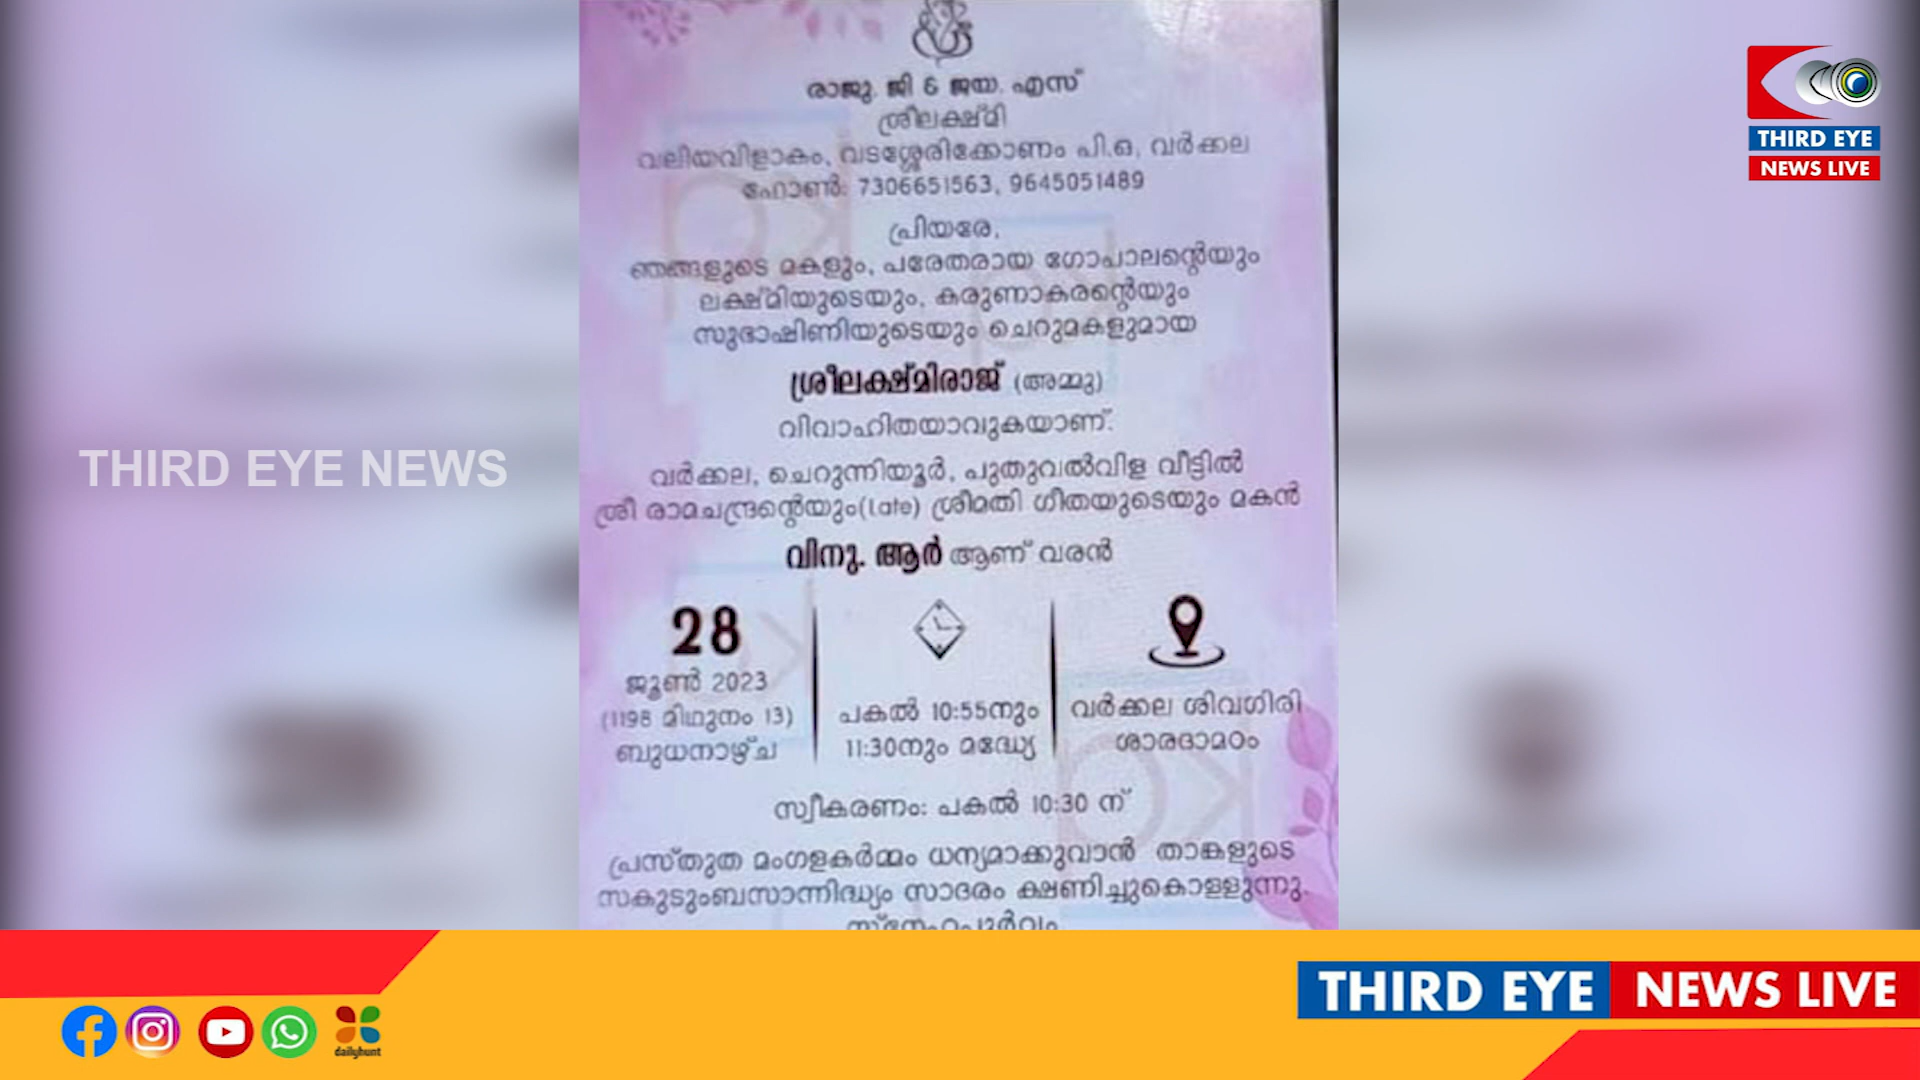 രാജു. ജി & ജയ. എസ്
ശ്രീലക്ഷ്മി
വലിയവിളാകം, വടശ്ശേരിക്കോണം പി.ഒ, വർക്കല
ഫോൺ: 7306651563, 9645051489
പ്രിയരേ,
ഞങ്ങളുടെ മകളും, പരേതരായ ഗോപാലന്റെയും
ലക്ഷ്മിയുടെയും, കരുണാകരന്റെയും
സുഭാഷിണിയുടെയും ചെറുമകളുമായ
ശ്രീലക്ഷ്മിരാജ് (അമ്മു)
വിവാഹിതയാവുകയാണ്.
വർക്കല, ചെറുന്നിയൂർ, പുതുവൽവിള വീട്ടിൽ
ശ്രീ രാമചന്ദ്രന്റെയും(Late) ശ്രീമതി ഗീതയുടെയും മകൻ
വിനു. ആർ ആണ് വരൻ
28
ജൂൺ 2023
(1198 മിഥുനം 13)
ബുധനാഴ്ച
പകൽ 10:55നും
11:30നും മദ്ധ്യേ
വർക്കല ശിവഗിരി
ശാരദാമഠം
സ്വീകരണം: പകൽ 10:30 ന്
പ്രസ്തുത മംഗളകർമ്മം ധന്യമാക്കുവാൻ താങ്കളുടെ
സകുടുംബസാന്നിദ്ധ്യം സാദരം ക്ഷണിച്ചുകൊള്ളുന്നു.
സ്നേഹപൂർവ്വം
THIRD EYE NEWS
THIRD EYE
NEWS LIVE
THIRD EYE NEWS LIVE
dailyhunt